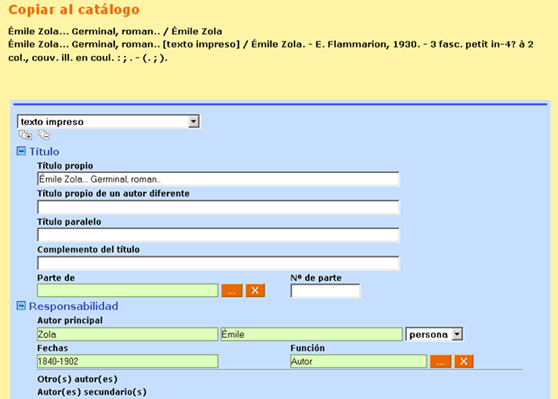 Copiar al catálogo
Émile Zola... Germinal, roman.. / Émile Zola
Émile Zola... Germinal, roman.. [texto impreso] / Émile Zola. - E. Flammarion, 1930. - 3 fasc. petit in-4? à 2
col., couv. ill. en coul. : ; . - (. ; ).
texto impreso
Título
Título propio
Émile Zola... Germinal, roman..
Título propio de un autor diferente
Título paralelo
Complemento del título
Parte de Nº de parte
... X
Responsabilidad
Autor principal
Zola Émile persona
Fechas Función
1840-1902 Autor ... X
Otro(s) autor(es)
Autor(es) secundario(s)